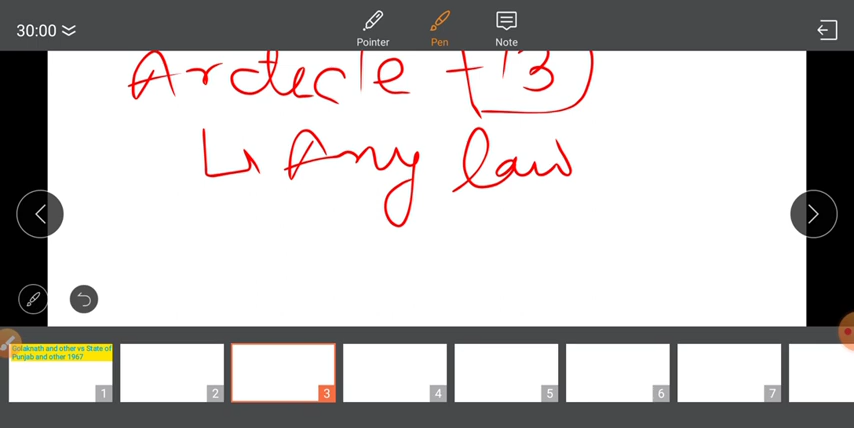 30:00
Pointer
Pen
Note
Article - 13
↳ Any law
Golaknath and other vs State of
Punjab and other 1967
1
2
3
4
5
6
7